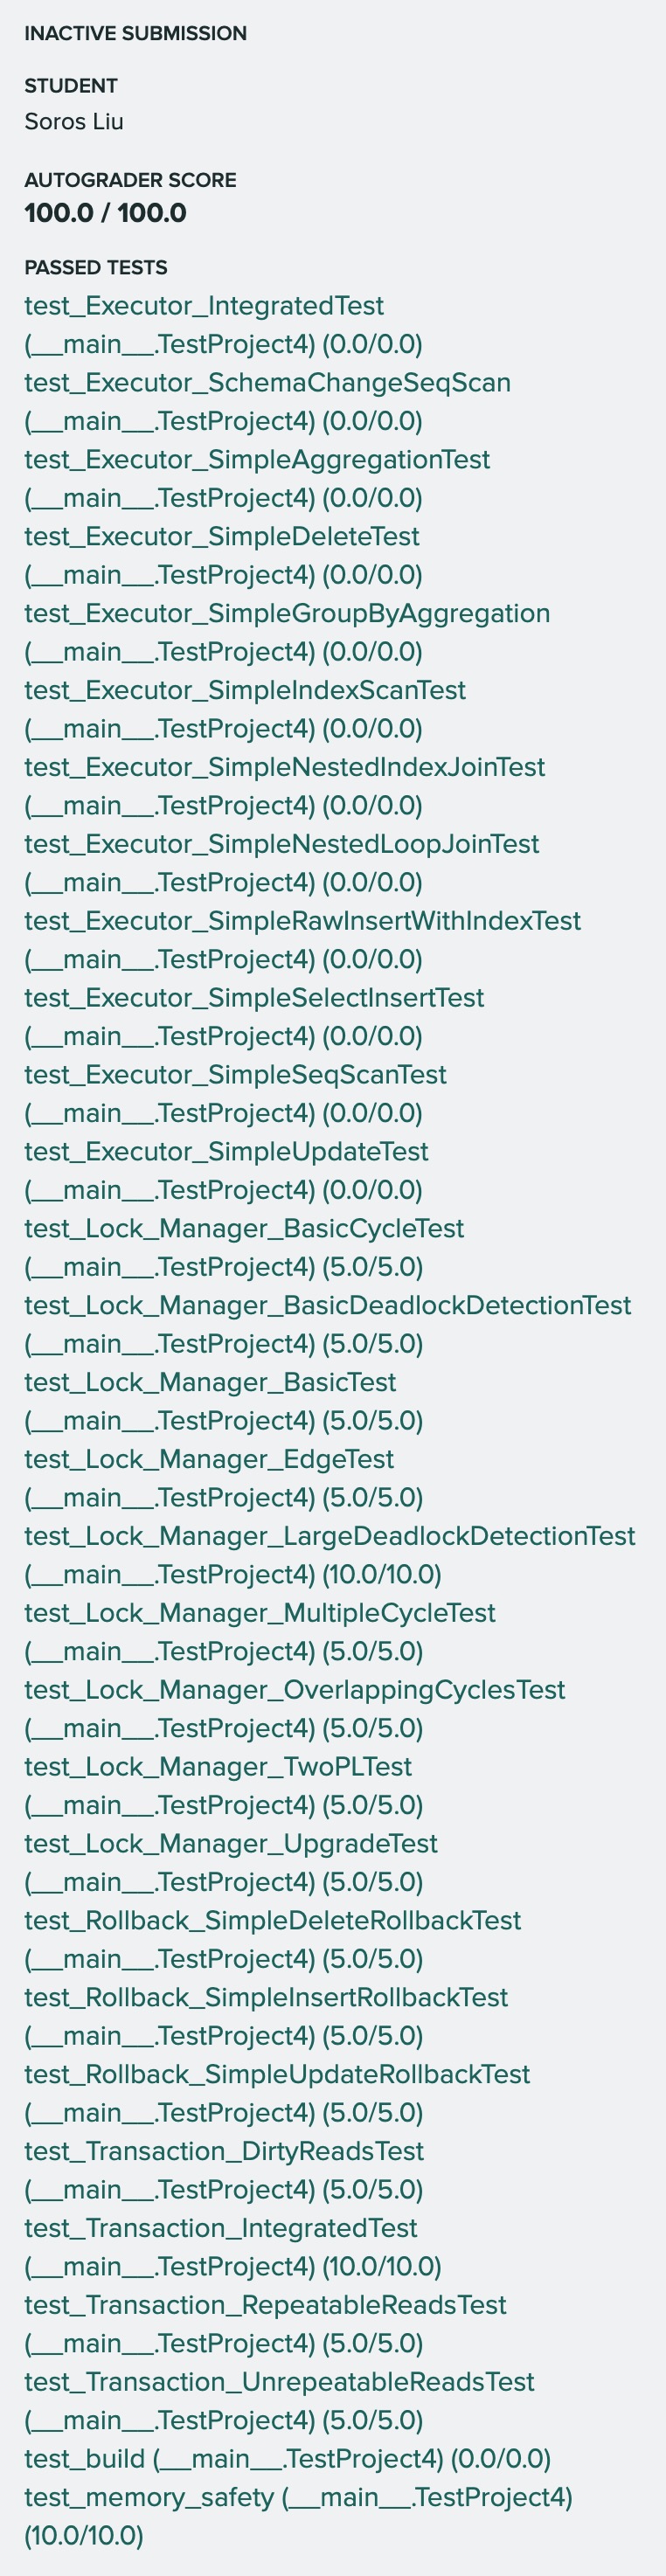 INACTIVE SUBMISSION
STUDENT
Soros Liu
AUTOGRADER SCORE
100.0 / 100.0
PASSED TESTS
test_Executor_IntegratedTest
(__main__.TestProject4) (0.0/0.0)
test_Executor_SchemaChangeSeqScan
(__main__.TestProject4) (0.0/0.0)
test_Executor_SimpleAggregationTest
(__main__.TestProject4) (0.0/0.0)
test_Executor_SimpleDeleteTest
(__main__.TestProject4) (0.0/0.0)
test_Executor_SimpleGroupByAggregation
(__main__.TestProject4) (0.0/0.0)
test_Executor_SimpleIndexScanTest
(__main__.TestProject4) (0.0/0.0)
test_Executor_SimpleNestedIndexJoinTest
(__main__.TestProject4) (0.0/0.0)
test_Executor_SimpleNestedLoopJoinTest
(__main__.TestProject4) (0.0/0.0)
test_Executor_SimpleRawInsertWithIndexTest
(__main__.TestProject4) (0.0/0.0)
test_Executor_SimpleSelectInsertTest
(__main__.TestProject4) (0.0/0.0)
test_Executor_SimpleSeqScanTest
(__main__.TestProject4) (0.0/0.0)
test_Executor_SimpleUpdateTest
(__main__.TestProject4) (0.0/0.0)
test_Lock_Manager_BasicCycleTest
(__main__.TestProject4) (5.0/5.0)
test_Lock_Manager_BasicDeadlockDetectionTest
(__main__.TestProject4) (5.0/5.0)
test_Lock_Manager_BasicTest
(__main__.TestProject4) (5.0/5.0)
test_Lock_Manager_EdgeTest
(__main__.TestProject4) (5.0/5.0)
test_Lock_Manager_LargeDeadlockDetectionTest
(__main__.TestProject4) (10.0/10.0)
test_Lock_Manager_MultipleCycleTest
(__main__.TestProject4) (5.0/5.0)
test_Lock_Manager_OverlappingCyclesTest
(__main__.TestProject4) (5.0/5.0)
test_Lock_Manager_TwoPLTest
(__main__.TestProject4) (5.0/5.0)
test_Lock_Manager_UpgradeTest
(__main__.TestProject4) (5.0/5.0)
test_Rollback_SimpleDeleteRollbackTest
(__main__.TestProject4) (5.0/5.0)
test_Rollback_SimpleInsertRollbackTest
(__main__.TestProject4) (5.0/5.0)
test_Rollback_SimpleUpdateRollbackTest
(__main__.TestProject4) (5.0/5.0)
test_Transaction_DirtyReadsTest
(__main__.TestProject4) (5.0/5.0)
test_Transaction_IntegratedTest
(__main__.TestProject4) (10.0/10.0)
test_Transaction_RepeatableReadsTest
(__main__.TestProject4) (5.0/5.0)
test_Transaction_UnrepeatableReadsTest
(__main__.TestProject4) (5.0/5.0)
test_build (__main__.TestProject4) (0.0/0.0)
test_memory_safety (__main__.TestProject4)
(10.0/10.0)